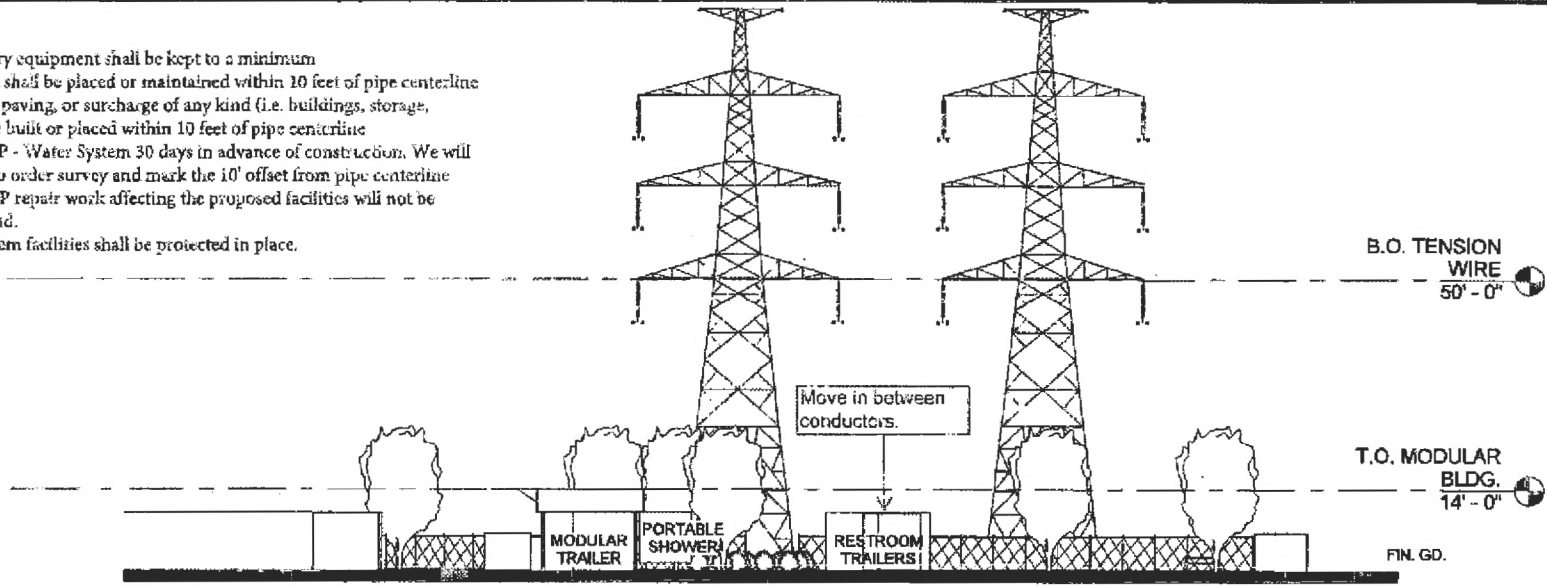 ry equipment shall be kept to a minimum
shall be placed or maintained within 10 feet of pipe centerline
paving, or surcharge of any kind (i.e. buildings, storage,
built or placed within 10 feet of pipe centerline
P - Water System 30 days in advance of construction. We will
o order survey and mark the 10' offset from pipe centerline
P repair work affecting the proposed facilities will not be
d.
em facilities shall be protected in place.
B.O. TENSION
WIRE
50' - 0"
Move in between
conductors.
T.O. MODULAR
BLDG.
14' - 0"
MODULAR
TRAILER
PORTABLE
SHOWER
RESTROOM
TRAILERS
FIN. GD.